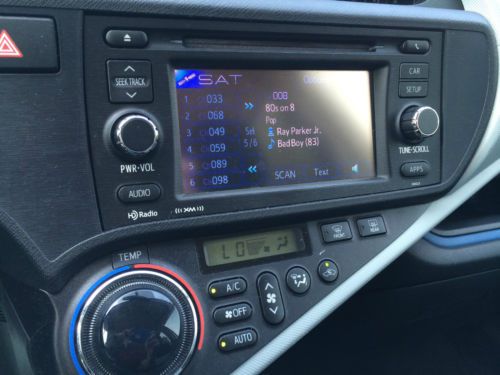 SEEK·TRACK
PWR·VOL
AUDIO
HD Radio
((XM))
SAT
008
80s on 8
Pop
1 033
2 068
3 049
4 059
5 089
6 098
5/6
Ray Parker Jr.
Bad Boy (83)
SCAN
Text
CAR
SETUP
TUNE·SCROLL
APPS
TEMP
LO
FRONT
REAR
A/C
OFF
AUTO